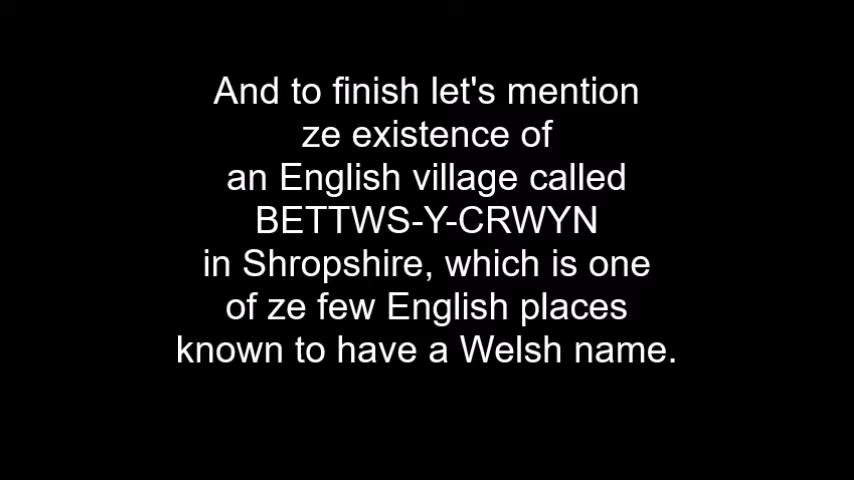 And to finish let's mention
ze existence of
an English village called
BETTWS-Y-CRWYN
in Shropshire, which is one
of ze few English places
known to have a Welsh name.